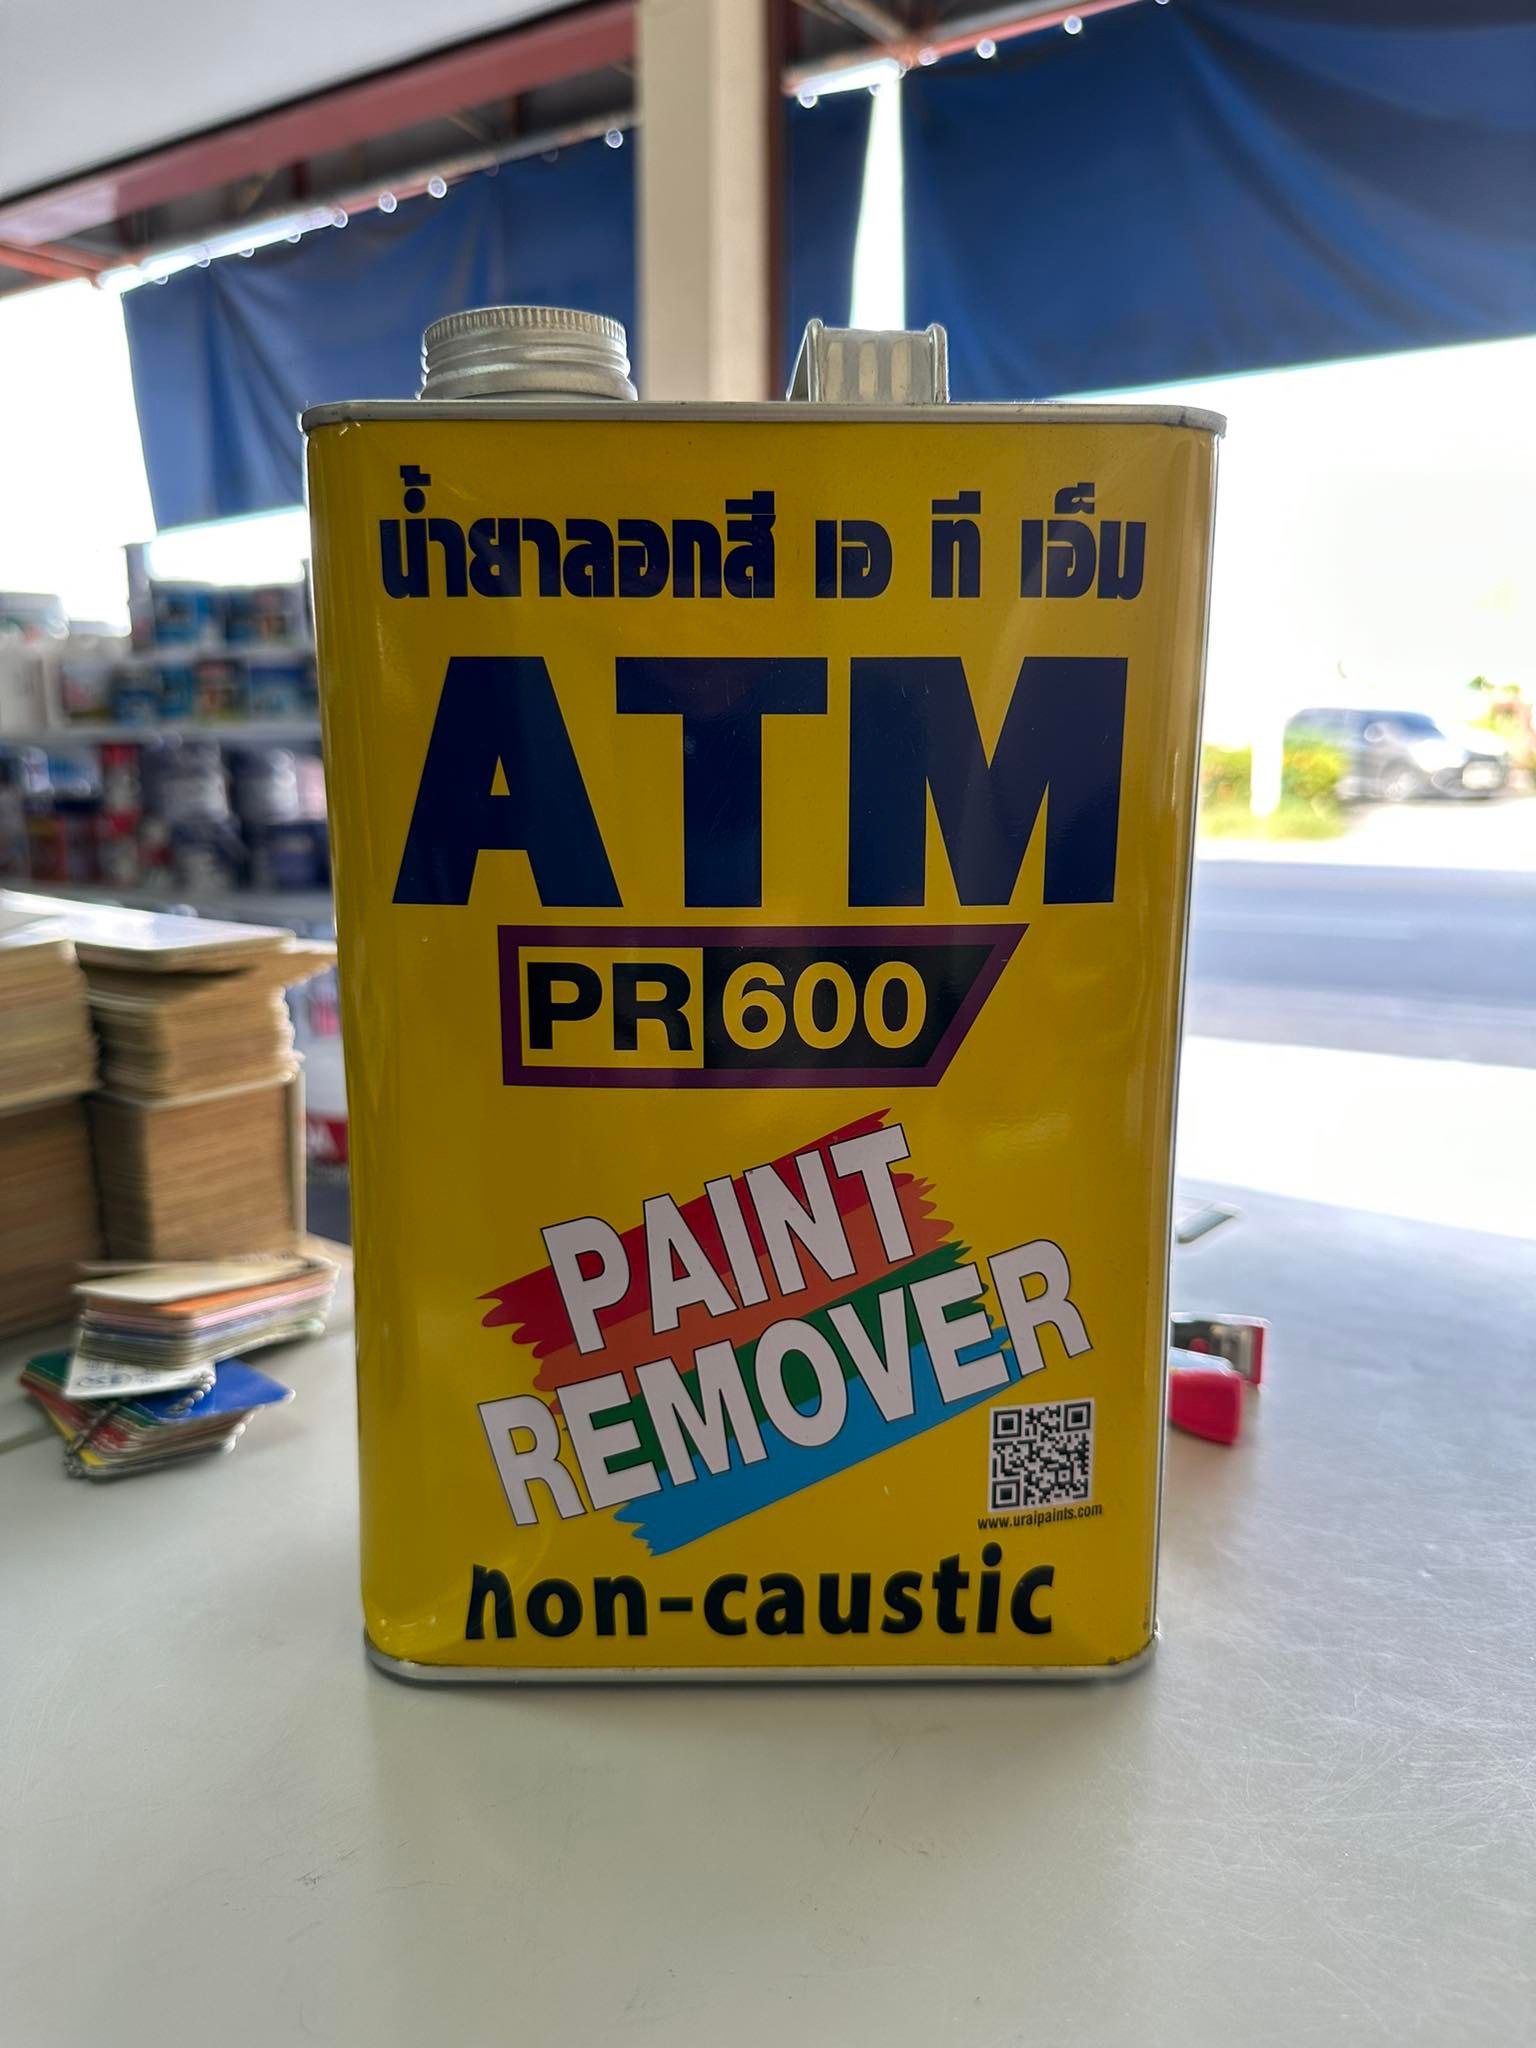 น้ำยาลอกสี เอ ที เอ็ม
ATM
PR 600
PAINT
REMOVER
www.uraipaints.com
non-caustic